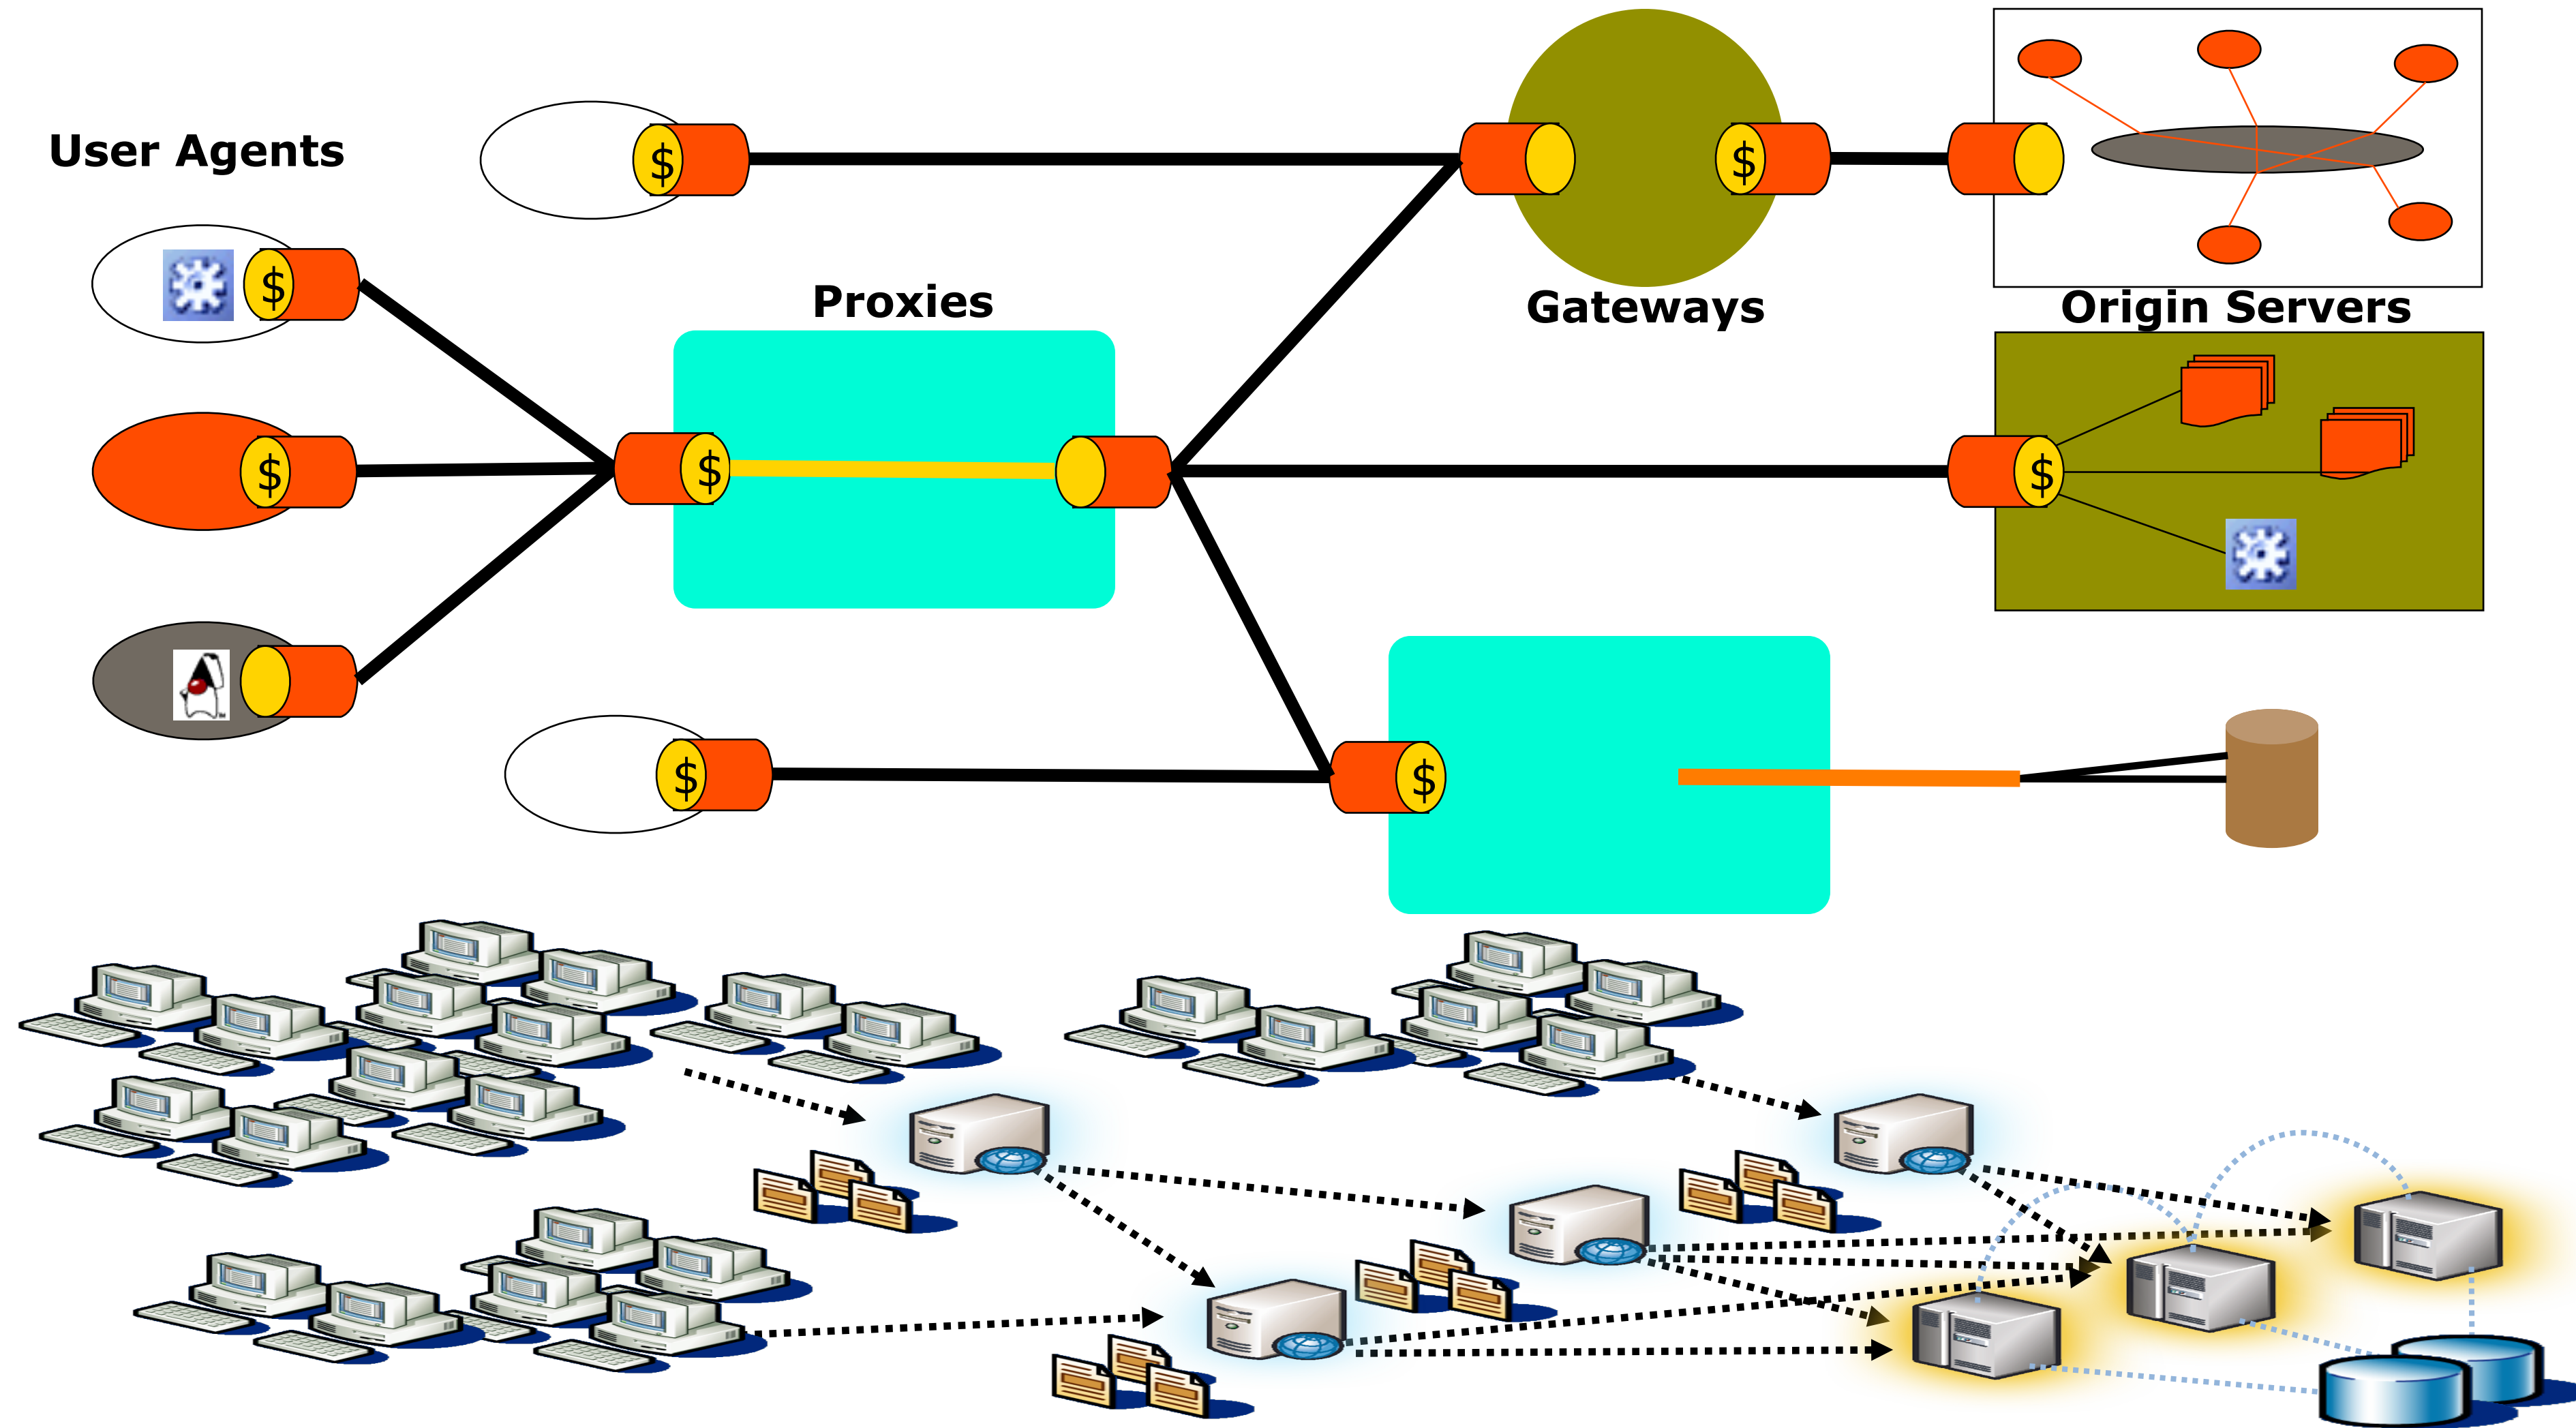 User Agents
$
$
$
$
Proxies
$
$
Gateways
$
Origin Servers
$
$